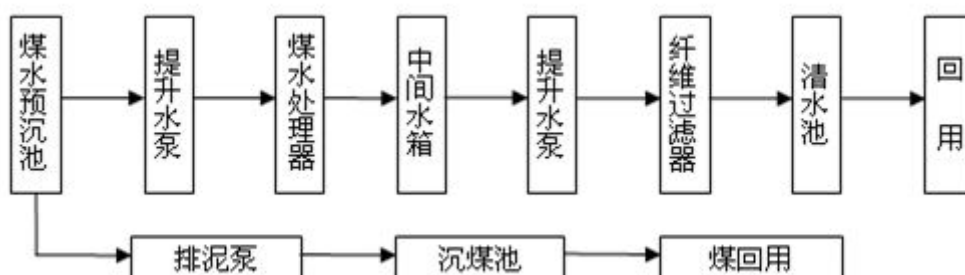 煤水预沉池
提升水泵
煤水处理器
中间水箱
提升水泵
纤维过滤器
清水池
回用
排泥泵
沉煤池
煤回用